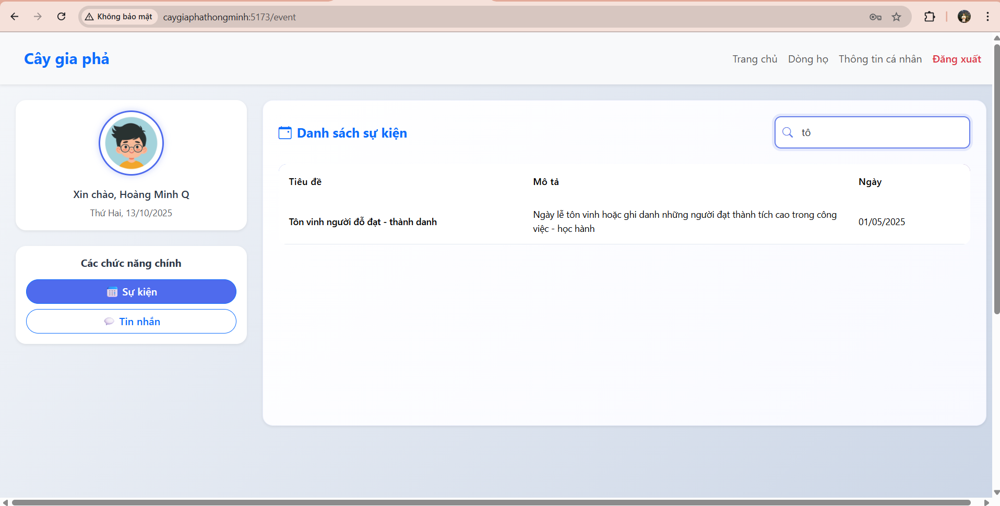 Không bảo mật
caygiaphathongminh:5173/event
Cây gia phả
Trang chủ Dòng họ Thông tin cá nhân Đăng xuất
Xin chào, Hoàng Minh Q
Thứ Hai, 13/10/2025
Các chức năng chính
Sự kiện
Tin nhắn
Danh sách sự kiện
tô
Tiêu đề Mô tả Ngày
Tôn vinh người đỗ đạt - thành danh
Ngày lễ tôn vinh hoặc ghi danh những người đạt thành tích cao trong công
việc - học hành
01/05/2025